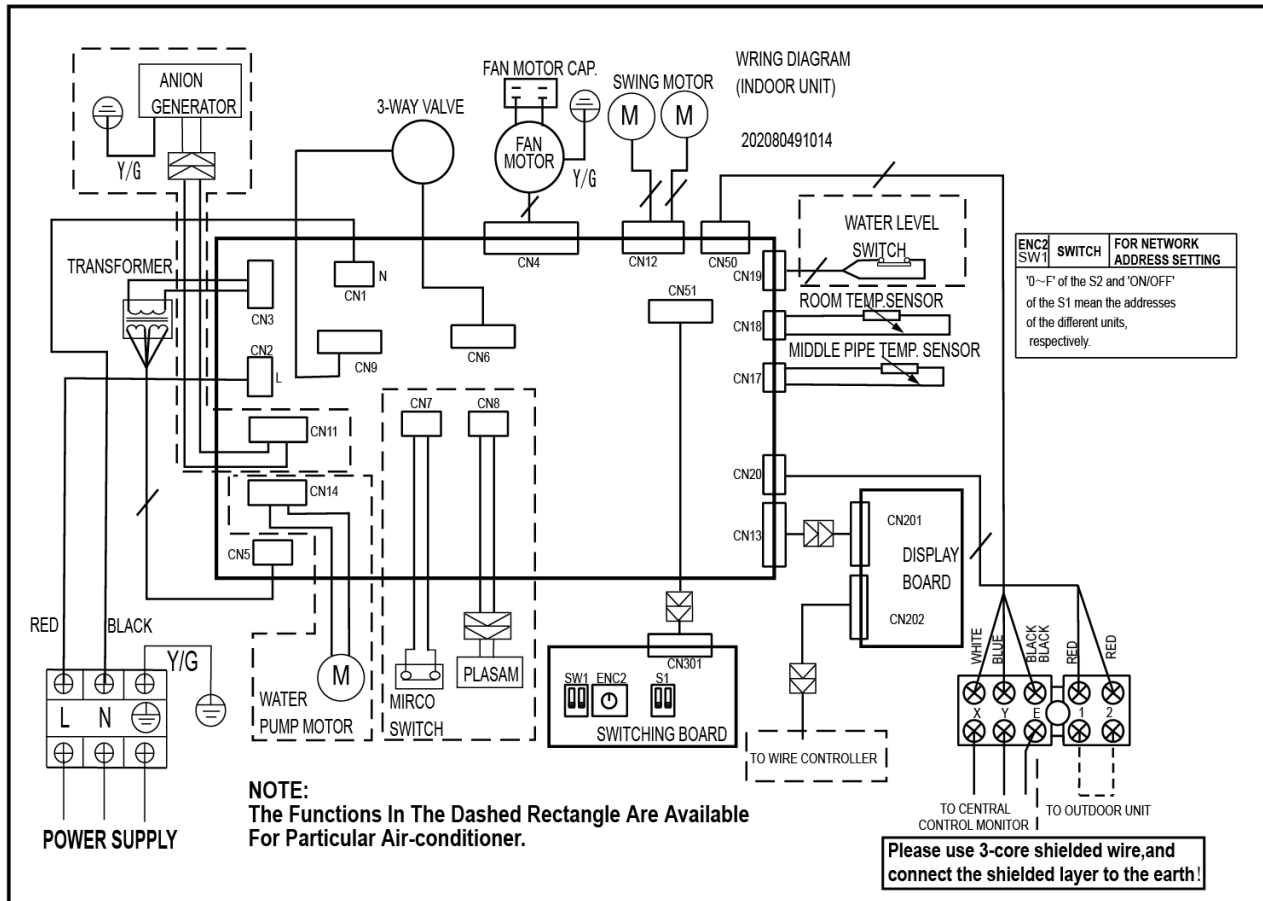 ANION
GENERATOR
Y/G
3-WAY VALVE
FAN MOTOR CAP.
FAN
MOTOR
Y/G
SWING MOTOR
M
M
WRING DIAGRAM
(INDOOR UNIT)
202080491014
WATER LEVEL
SWITCH
ENC2
SW1
SWITCH
FOR NETWORK
ADDRESS SETTING
'0~F' of the S2 and 'ON/OFF'
of the S1 mean the addresses
of the different units,
respectively.
TRANSFORMER
CN3
N
CN1
CN4
CN12
CN50
CN19
CN51
ROOM TEMP.SENSOR
CN18
MIDDLE PIPE TEMP. SENSOR
CN17
CN2
L
CN9
CN6
CN7
CN8
CN11
CN14
CN5
CN20
CN13
CN201
DISPLAY
BOARD
CN202
RED
BLACK
Y/G
L
N
POWER SUPPLY
WATER
PUMP MOTOR
M
MIRCO
SWITCH
PLASAM
CN301
SW1
ENC2
S1
SWITCHING BOARD
TO WIRE CONTROLLER
WHITE
BLUE
BLACK
BLACK
RED
RED
X
Y
E
1
2
TO CENTRAL
CONTROL MONITOR
TO OUTDOOR UNIT
NOTE:
The Functions In The Dashed Rectangle Are Available
For Particular Air-conditioner.
Please use 3-core shielded wire,and
connect the shielded layer to the earth!